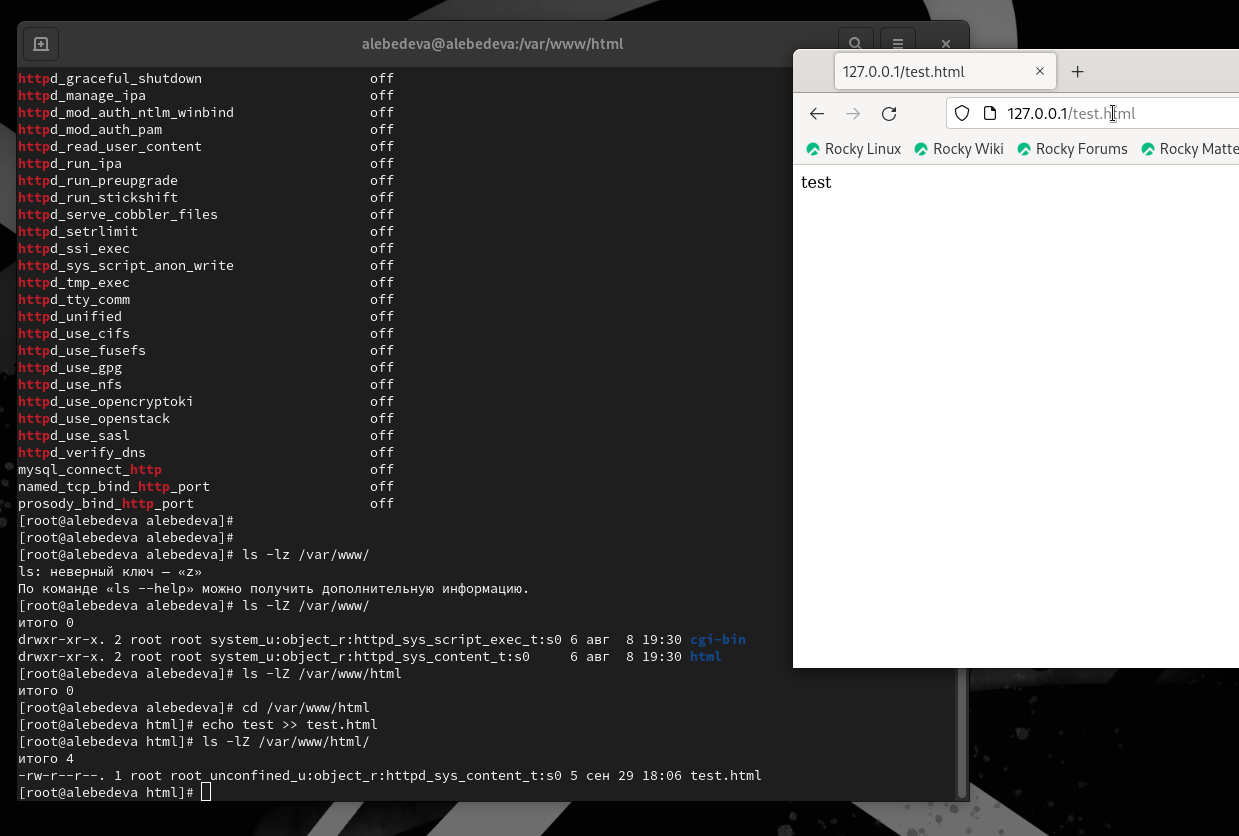 alebedeva@alebedeva:/var/www/html
httpd_graceful_shutdown off
httpd_manage_ipa off
httpd_mod_auth_ntlm_winbind off
httpd_mod_auth_pam off
httpd_read_user_content off
httpd_run_ipa off
httpd_run_preupgrade off
httpd_run_stickshift off
httpd_serve_cobbler_files off
httpd_setrlimit off
httpd_ssi_exec off
httpd_sys_script_anon_write off
httpd_tmp_exec off
httpd_tty_comm off
httpd_unified off
httpd_use_cifs off
httpd_use_fusefs off
httpd_use_gpg off
httpd_use_nfs off
httpd_use_opencryptoki off
httpd_use_openstack off
httpd_use_sasl off
httpd_verify_dns off
mysql_connect_http off
named_tcp_bind_http_port off
prosody_bind_http_port off
[root@alebedeva alebedeva]#
[root@alebedeva alebedeva]#
[root@alebedeva alebedeva]# ls -lz /var/www/
ls: неверный ключ — «z»
По команде «ls --help» можно получить дополнительную информацию.
[root@alebedeva alebedeva]# ls -lZ /var/www/
итого 0
drwxr-xr-x. 2 root root system_u:object_r:httpd_sys_script_exec_t:s0 6 авг 8 19:30 cgi-bin
drwxr-xr-x. 2 root root system_u:object_r:httpd_sys_content_t:s0 6 авг 8 19:30 html
[root@alebedeva alebedeva]# ls -lZ /var/www/html
итого 0
[root@alebedeva alebedeva]# cd /var/www/html
[root@alebedeva html]# echo test >> test.html
[root@alebedeva html]# ls -lZ /var/www/html/
итого 4
-rw-r--r--. 1 root root unconfined_u:object_r:httpd_sys_content_t:s0 5 сен 29 18:06 test.html
[root@alebedeva html]#
127.0.0.1/test.html
127.0.0.1/test.html
Rocky Linux Rocky Wiki Rocky Forums Rocky Matte
test